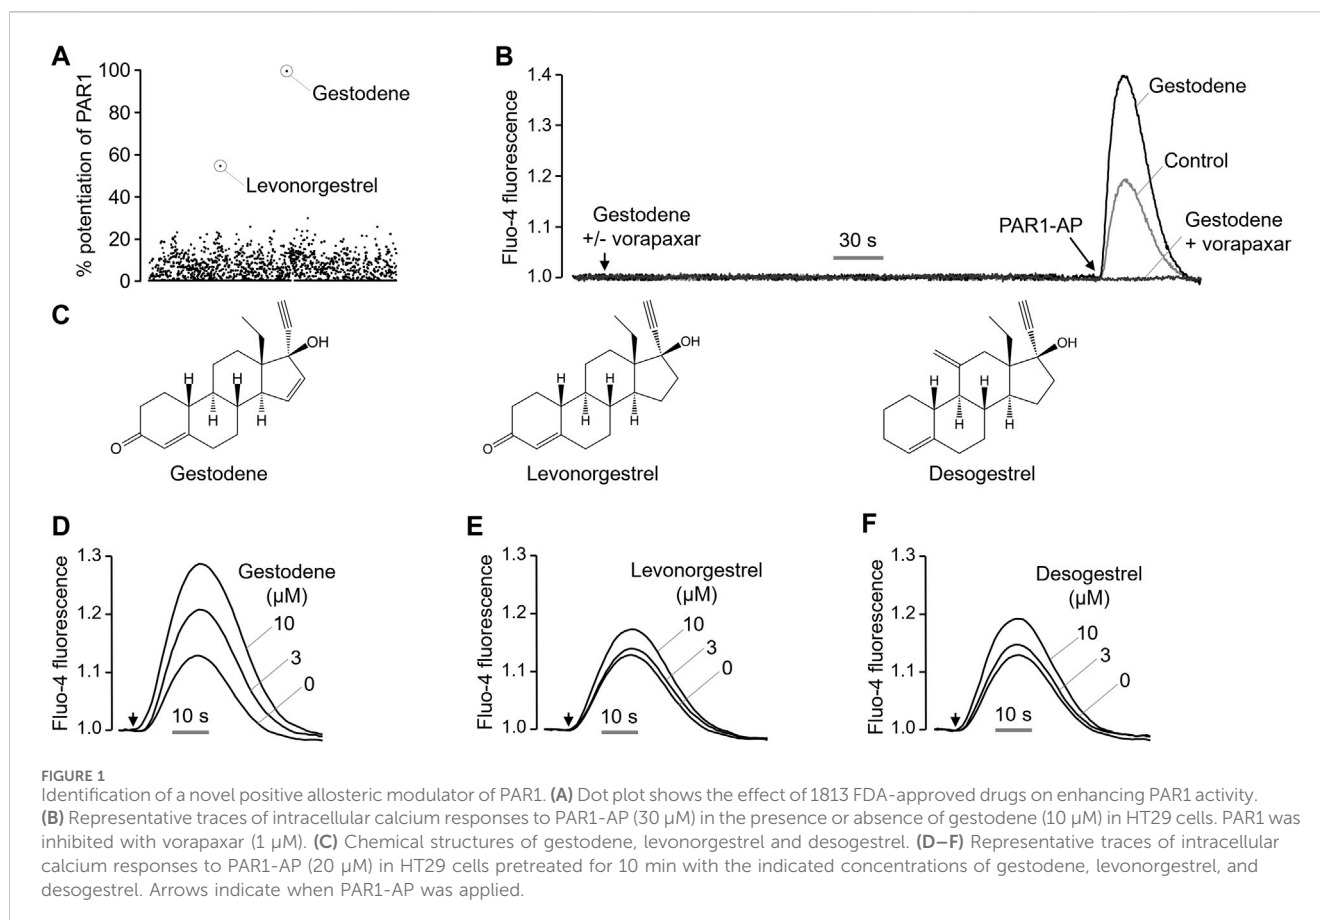 A
% potentiation of PAR1
100
80
60
40
20
0
Gestodene
Levonorgestrel
B
Fluo-4 fluorescence
1.4
1.3
1.2
1.1
1.0
Gestodene
+/- vorapaxar
30 s
PAR1-AP
Gestodene
Control
Gestodene
+ vorapaxar
C
H
H
H
H
O
OH
Gestodene
H
H
H
H
O
OH
Levonorgestrel
H
H
H
H
OH
Desogestrel
D
Fluo-4 fluorescence
1.3
1.2
1.1
1.0
Gestodene
(µM)
10
3
0
10 s
E
Fluo-4 fluorescence
1.3
1.2
1.1
1.0
Levonorgestrel
(µM)
10
3
0
10 s
F
Fluo-4 fluorescence
1.3
1.2
1.1
1.0
Desogestrel
(µM)
10
3
0
10 s
FIGURE 1
Identification of a novel positive allosteric modulator of PAR1. (A) Dot plot shows the effect of 1813 FDA-approved drugs on enhancing PAR1 activity.
(B) Representative traces of intracellular calcium responses to PAR1-AP (30 µM) in the presence or absence of gestodene (10 µM) in HT29 cells. PAR1 was
inhibited with vorapaxar (1 µM). (C) Chemical structures of gestodene, levonorgestrel and desogestrel. (D–F) Representative traces of intracellular
calcium responses to PAR1-AP (20 µM) in HT29 cells pretreated for 10 min with the indicated concentrations of gestodene, levonorgestrel, and
desogestrel. Arrows indicate when PAR1-AP was applied.